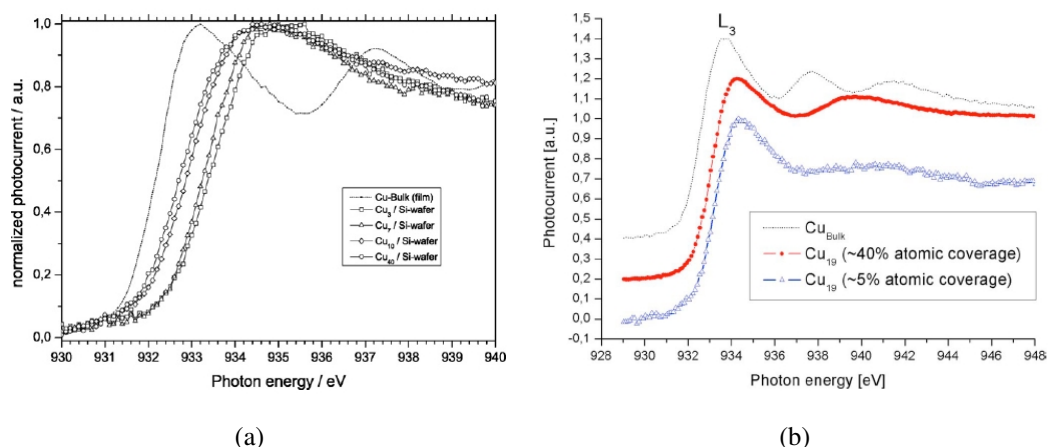 1,0
0,8
0,6
0,4
0,2
0,0
normalized photocurrent / a.u.
Cu-Bulk (film)
Cu3 / Si-wafer
Cu7 / Si-wafer
Cu10 / Si-wafer
Cu40 / Si-wafer
930 931 932 933 934 935 936 937 938 939 940
Photon energy / eV
(a)
1,5
1,4
1,3
1,2
1,1
1,0
0,9
0,8
0,7
0,6
0,5
0,4
0,3
0,2
0,1
0,0
-0,1
Photocurrent [a.u.]
L3
CuBulk
Cu19 (~40% atomic coverage)
Cu19 (~5% atomic coverage)
928 930 932 934 936 938 940 942 944 946 948
Photon energy [eV]
(b)